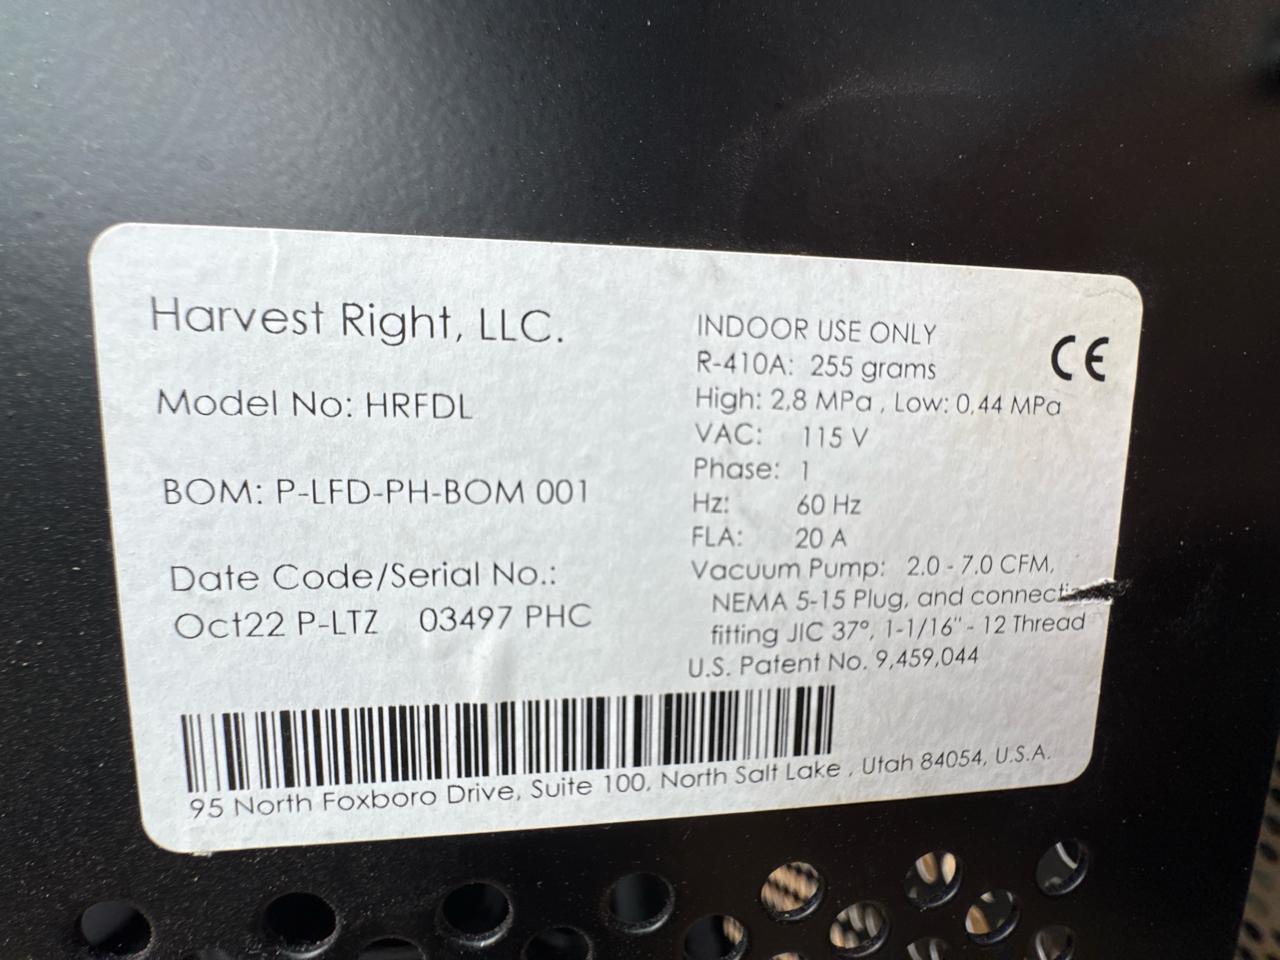 Harvest Right, LLC.
Model No: HRFDL
BOM: P-LFD-PH-BOM 001
Date Code/Serial No.:
Oct22 P-LTZ 03497 PHC
INDOOR USE ONLY
R-410A: 255 grams
High: 2,8 MPa , Low: 0,44 MPa
VAC: 115 V
Phase: 1
Hz: 60 Hz
FLA: 20 A
Vacuum Pump: 2.0 - 7.0 CFM,
NEMA 5-15 Plug, and
fitting JIC 37°, 1-1/16" - 12 Thread
U.S. Patent No. 9,459,044
CE
95 North Foxboro Drive, Suite 100, North Salt Lake , Utah 84054, U.S.A.